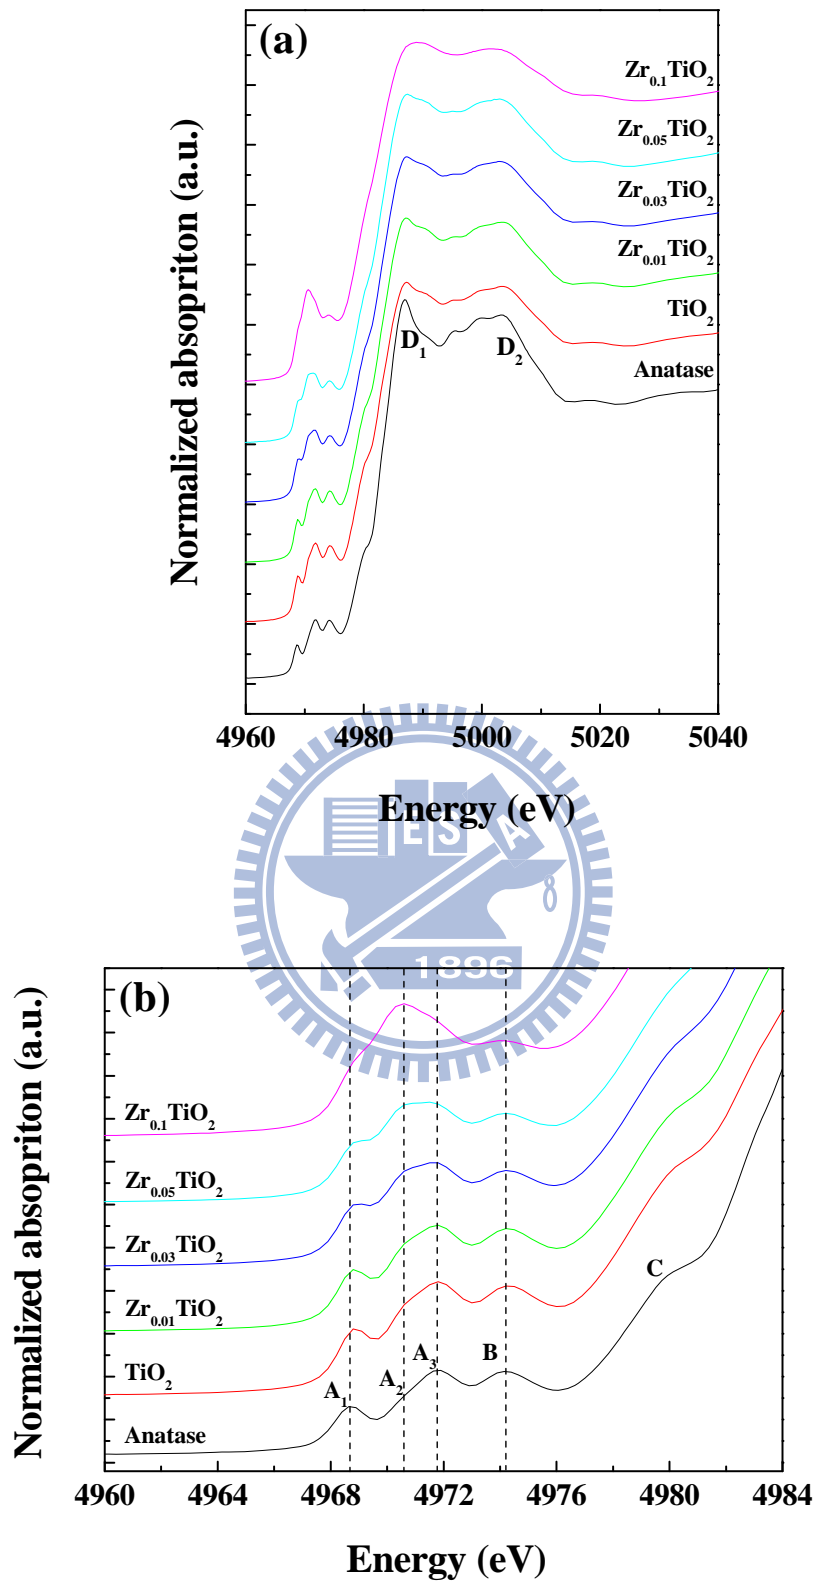 (a)
Zr0.1TiO2
Zr0.05TiO2
Zr0.03TiO2
Zr0.01TiO2
TiO2
Anatase
D1
D2
Normalized absopriton (a.u.)
4960 4980 5000 5020 5040
Energy (eV)
E S A
1896
(b)
Zr0.1TiO2
Zr0.05TiO2
Zr0.03TiO2
Zr0.01TiO2
TiO2
Anatase
A1
A2
A3
B
C
Normalized absopriton (a.u.)
4960 4964 4968 4972 4976 4980 4984
Energy (eV)